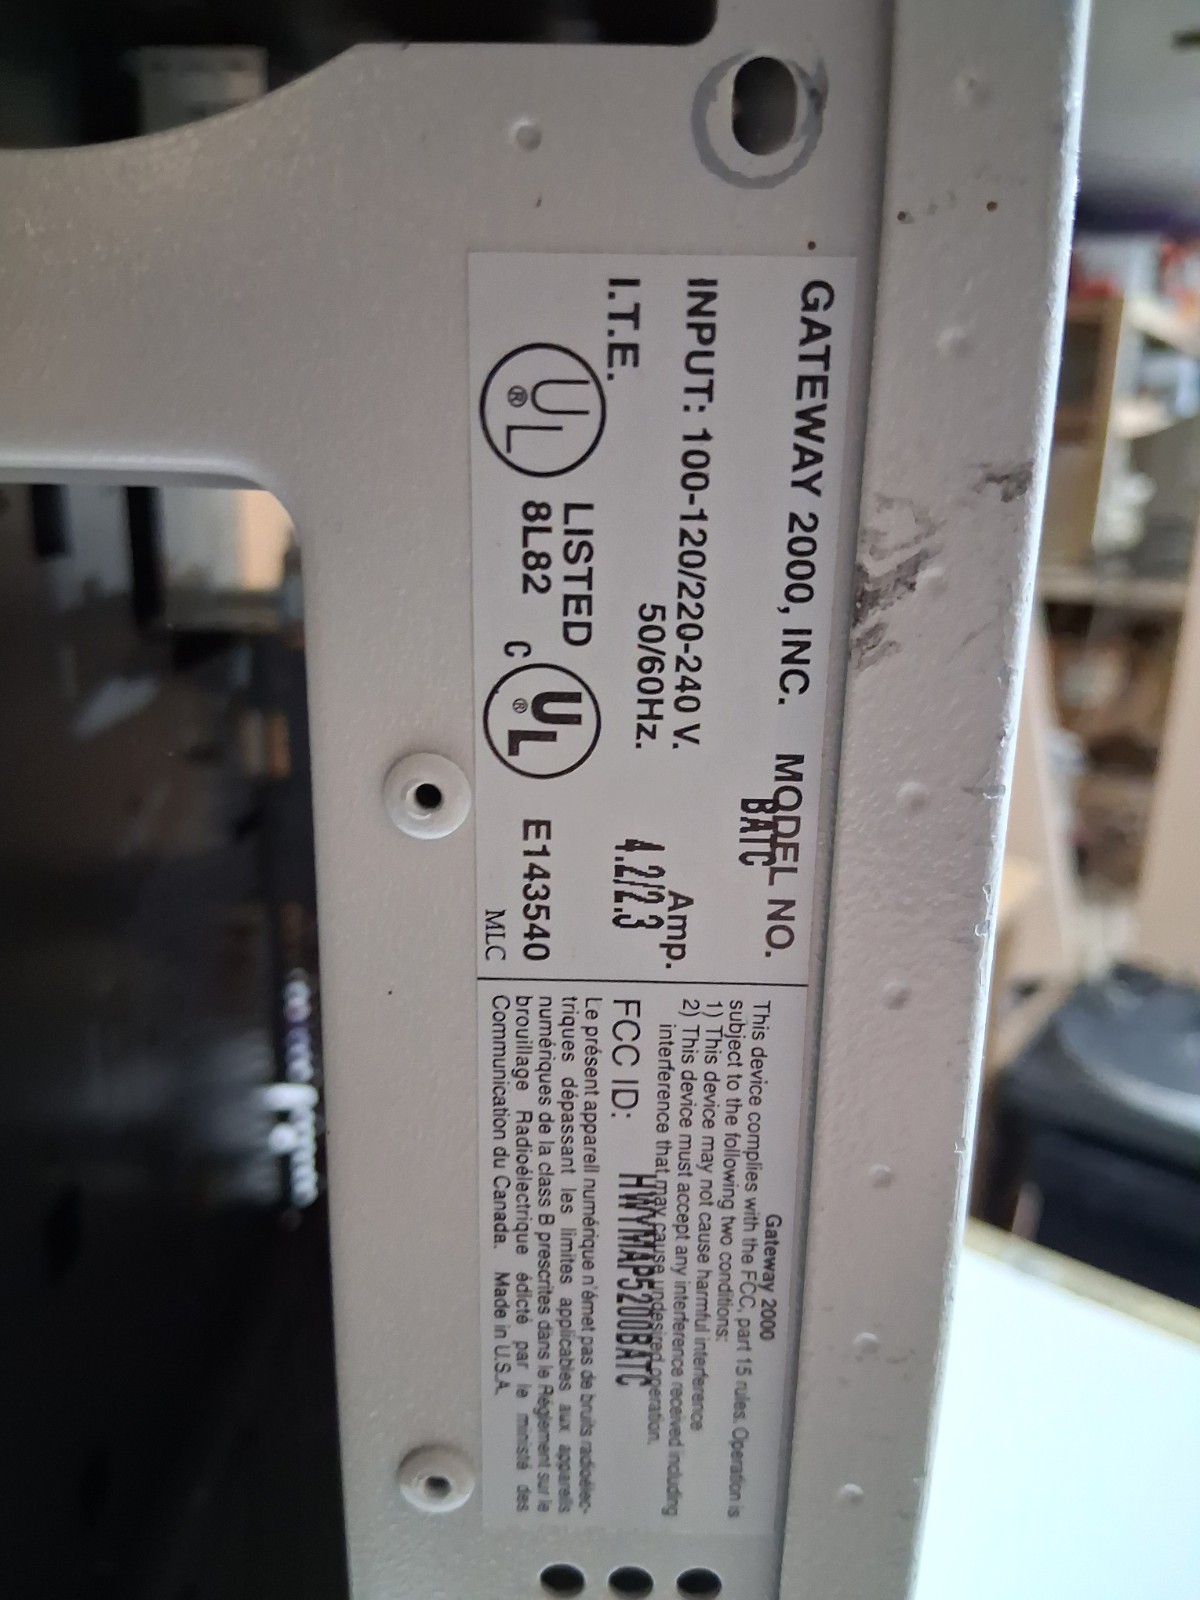 GATEWAY 2000, INC. MODEL NO.
BATC
INPUT: 100-120/220-240 V. Amp.
50/60Hz. 4.2/2.3
I.T.E.
UL ® LISTED
8L82
C UL ® E143540
MLC
Gateway 2000
This device complies with the FCC, part 15 rules. Operation is
subject to the following two conditions:
1) This device may not cause harmful interference
2) This device must accept any interference received including
interference that may cause undesired operation.
FCC ID: HWYMAP5200BATC
Le présent appareil numérique n'émet pas de bruits radioélec-
triques dépassant les limites applicables aux appareils
numériques de la class B prescrites dans le Règlement sur le
brouillage Radioélectrique édicté par le ministé des
Communication du Canada. Made in U.S.A.